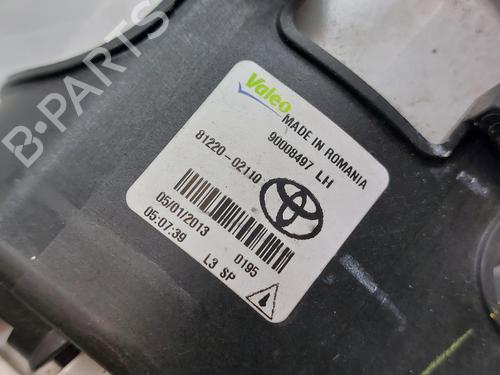 B-PARTS
Valeo
MADE IN ROMANIA
90008497 LH
81220-02110
05/01/2013
05:07:39
0195
L3 SP